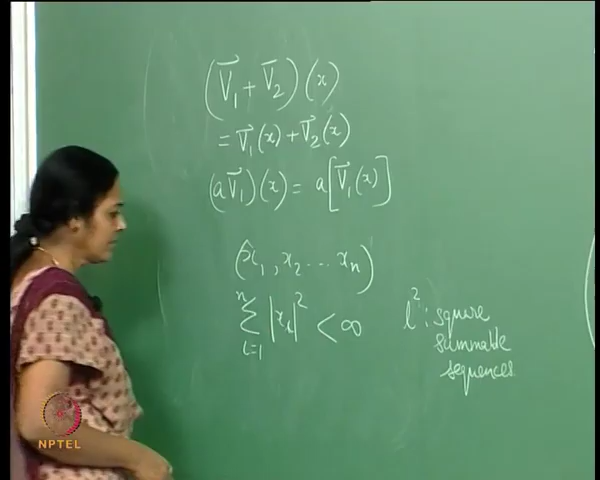 (V⃗₁ + V⃗₂)(x)
= V⃗₁(x) + V⃗₂(x)
(aV⃗₁)(x) = a[V⃗₁(x)]
(x₁, x₂ ... xₙ)
n
Σ |xᵢ|² < ∞
i=1
l² : square
summable
sequences
NPTEL